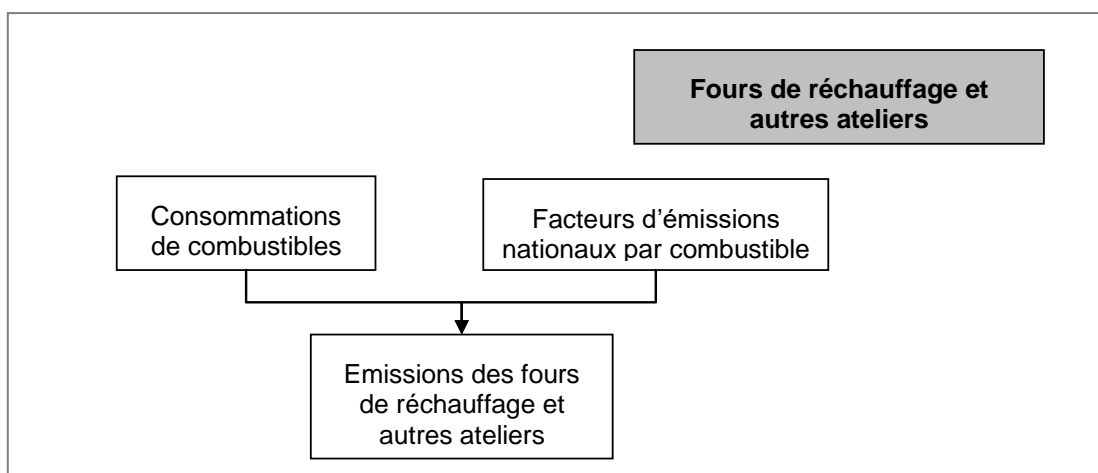 Fours de réchauffage et
autres ateliers
Consommations
de combustibles
Facteurs d’émissions
nationaux par combustible
Emissions des fours
de réchauffage et
autres ateliers